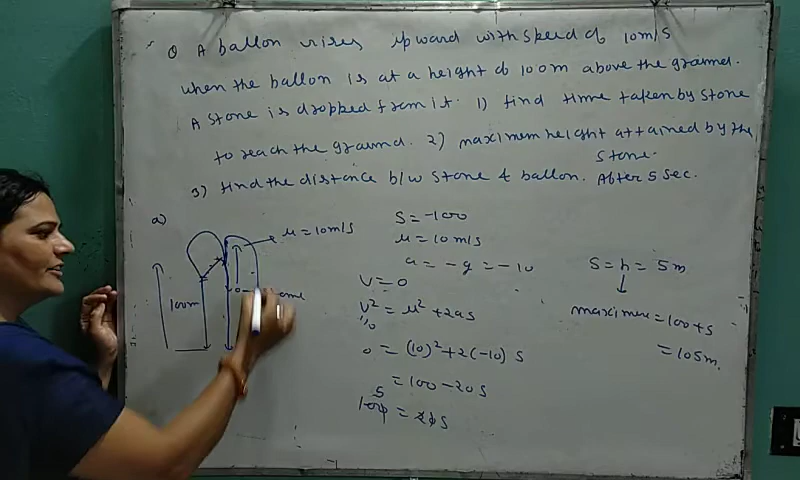 Q A ballon rises upward with speed of 10m/s
when the ballon is at a height of 100m above the ground.
A stone is dropped from it. 1) find time taken by stone
to reach the ground. 2) maximum height attained by the
stone.
3) find the distance b/w stone & ballon. After 5 sec.
a)
u = 10m/s
100m
S = -100
u = 10m/s
a = -g = -10
V = 0
V² = u² + 2as
0 = (10)² + 2(-10) S
= 100 - 20S
100 = 20 S
5
S = h = 5m
maximum = 100+5
= 105m.